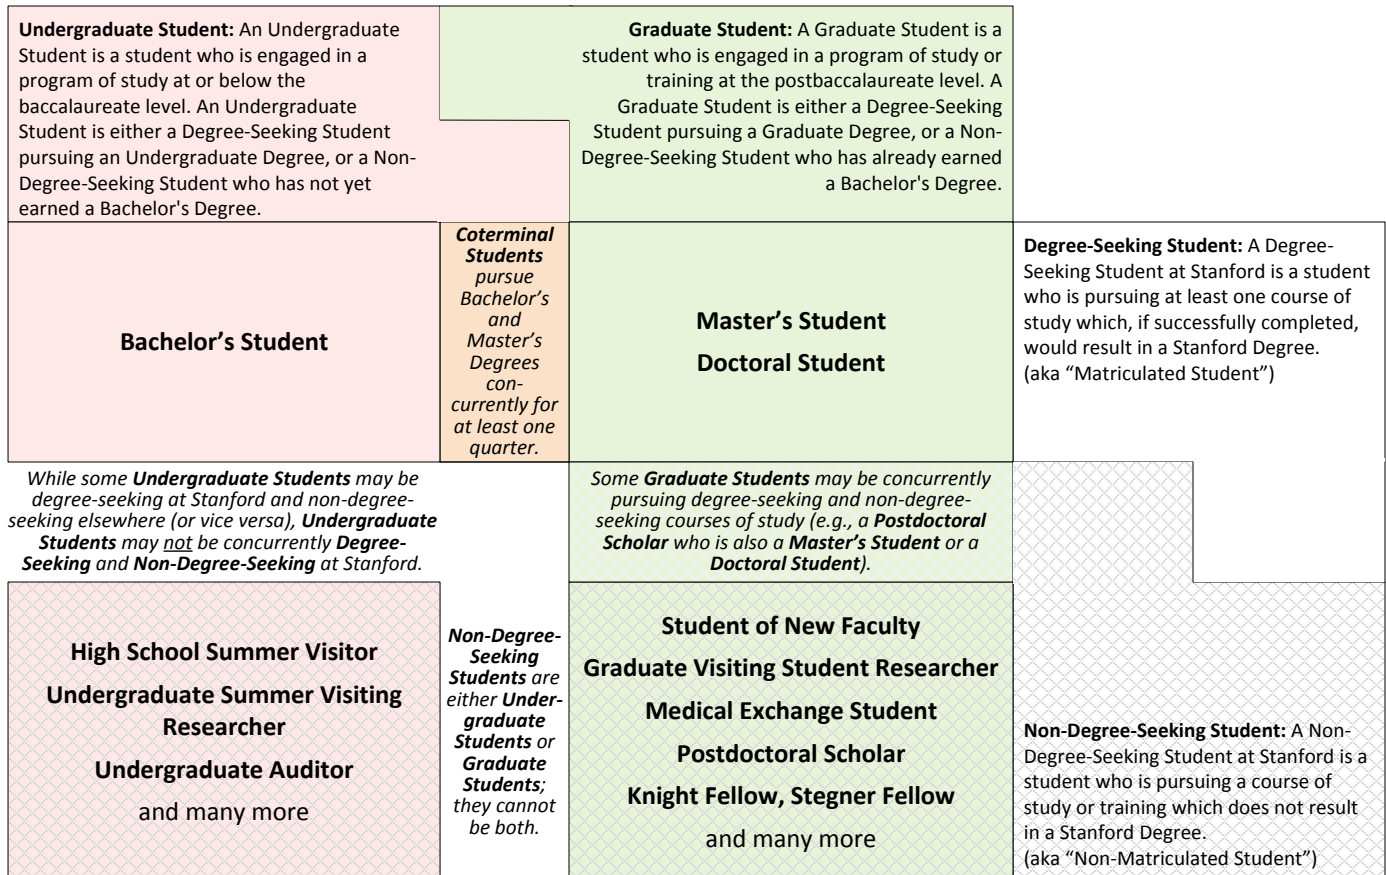 Undergraduate Student: An Undergraduate
Student is a student who is engaged in a
program of study at or below the
baccalaureate level. An Undergraduate
Student is either a Degree-Seeking Student
pursuing an Undergraduate Degree, or a Non-
Degree-Seeking Student who has not yet
earned a Bachelor's Degree.
Graduate Student: A Graduate Student is a
student who is engaged in a program of study or
training at the postbaccalaureate level. A
Graduate Student is either a Degree-Seeking
Student pursuing a Graduate Degree, or a Non-
Degree-Seeking Student who has already earned
a Bachelor's Degree.
Bachelor’s Student
Coterminal
Students
pursue
Bachelor’s
and
Master’s
Degrees
con-
currently for
at least one
quarter.
Master’s Student
Doctoral Student
Degree-Seeking Student: A Degree-
Seeking Student at Stanford is a student
who is pursuing at least one course of
study which, if successfully completed,
would result in a Stanford Degree.
(aka “Matriculated Student”)
While some Undergraduate Students may be
degree-seeking at Stanford and non-degree-
seeking elsewhere (or vice versa), Undergraduate
Students may not be concurrently Degree-
Seeking and Non-Degree-Seeking at Stanford.
Some Graduate Students may be concurrently
pursuing degree-seeking and non-degree-
seeking courses of study (e.g., a Postdoctoral
Scholar who is also a Master’s Student or a
Doctoral Student).
High School Summer Visitor
Undergraduate Summer Visiting
Researcher
Undergraduate Auditor
and many more
Non-Degree-
Seeking
Students are
either Under-
graduate
Students or
Graduate
Students;
they cannot
be both.
Student of New Faculty
Graduate Visiting Student Researcher
Medical Exchange Student
Postdoctoral Scholar
Knight Fellow, Stegner Fellow
and many more
Non-Degree-Seeking Student: A Non-
Degree-Seeking Student at Stanford is a
student who is pursuing a course of
study or training which does not result
in a Stanford Degree.
(aka “Non-Matriculated Student”)